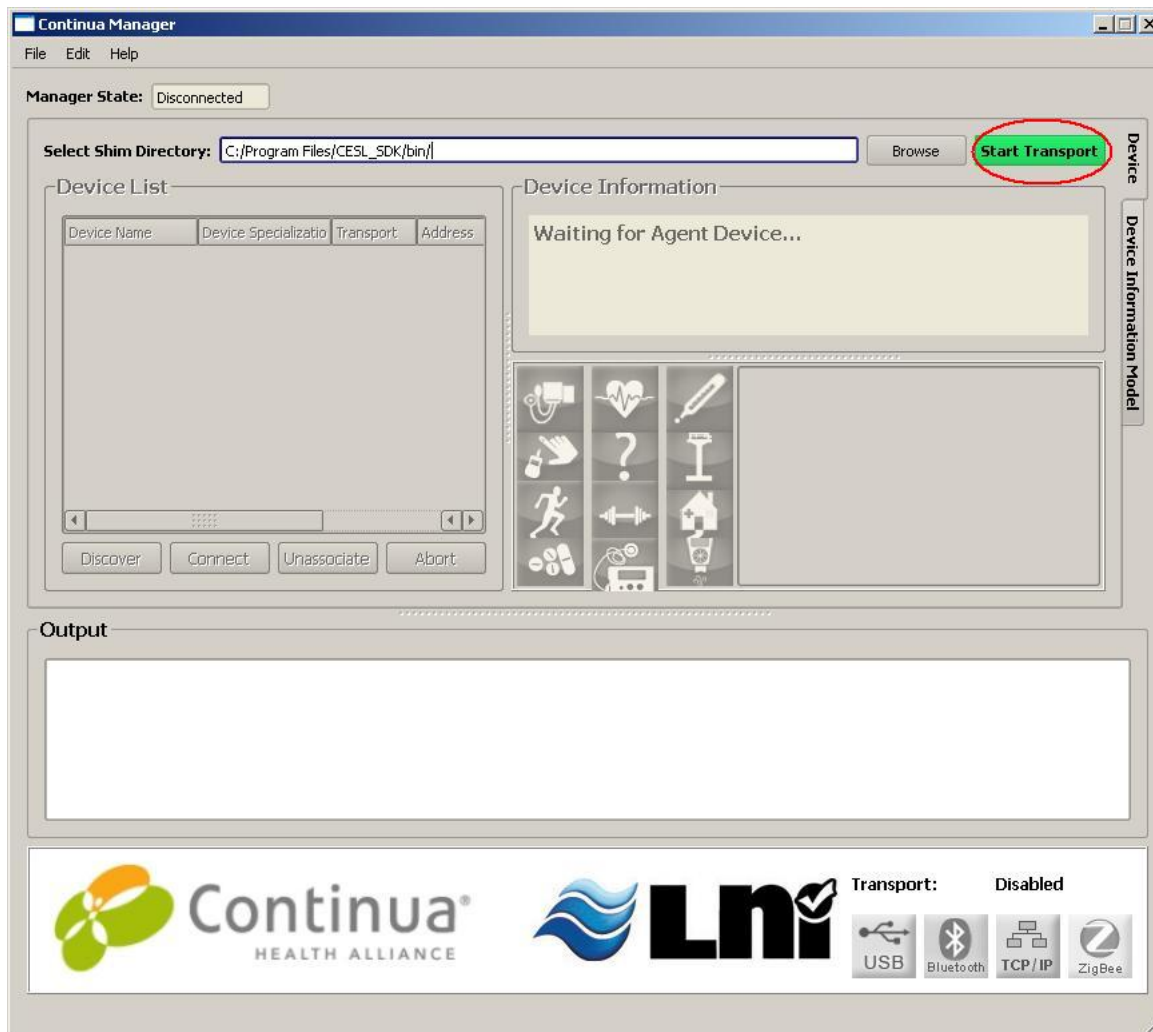 Continua Manager
File Edit Help
Manager State: Disconnected
Select Shim Directory: C:/Program Files/CESL_SDK/bin/ Browse Start Transport
Device
Device Information Model
Device List
Device Name Device Specializatio Transport Address
Discover Connect Unassociate Abort
Device Information
Waiting for Agent Device...
?
Output
Continua®
HEALTH ALLIANCE
LNI
Transport: Disabled
USB Bluetooth TCP/IP ZigBee